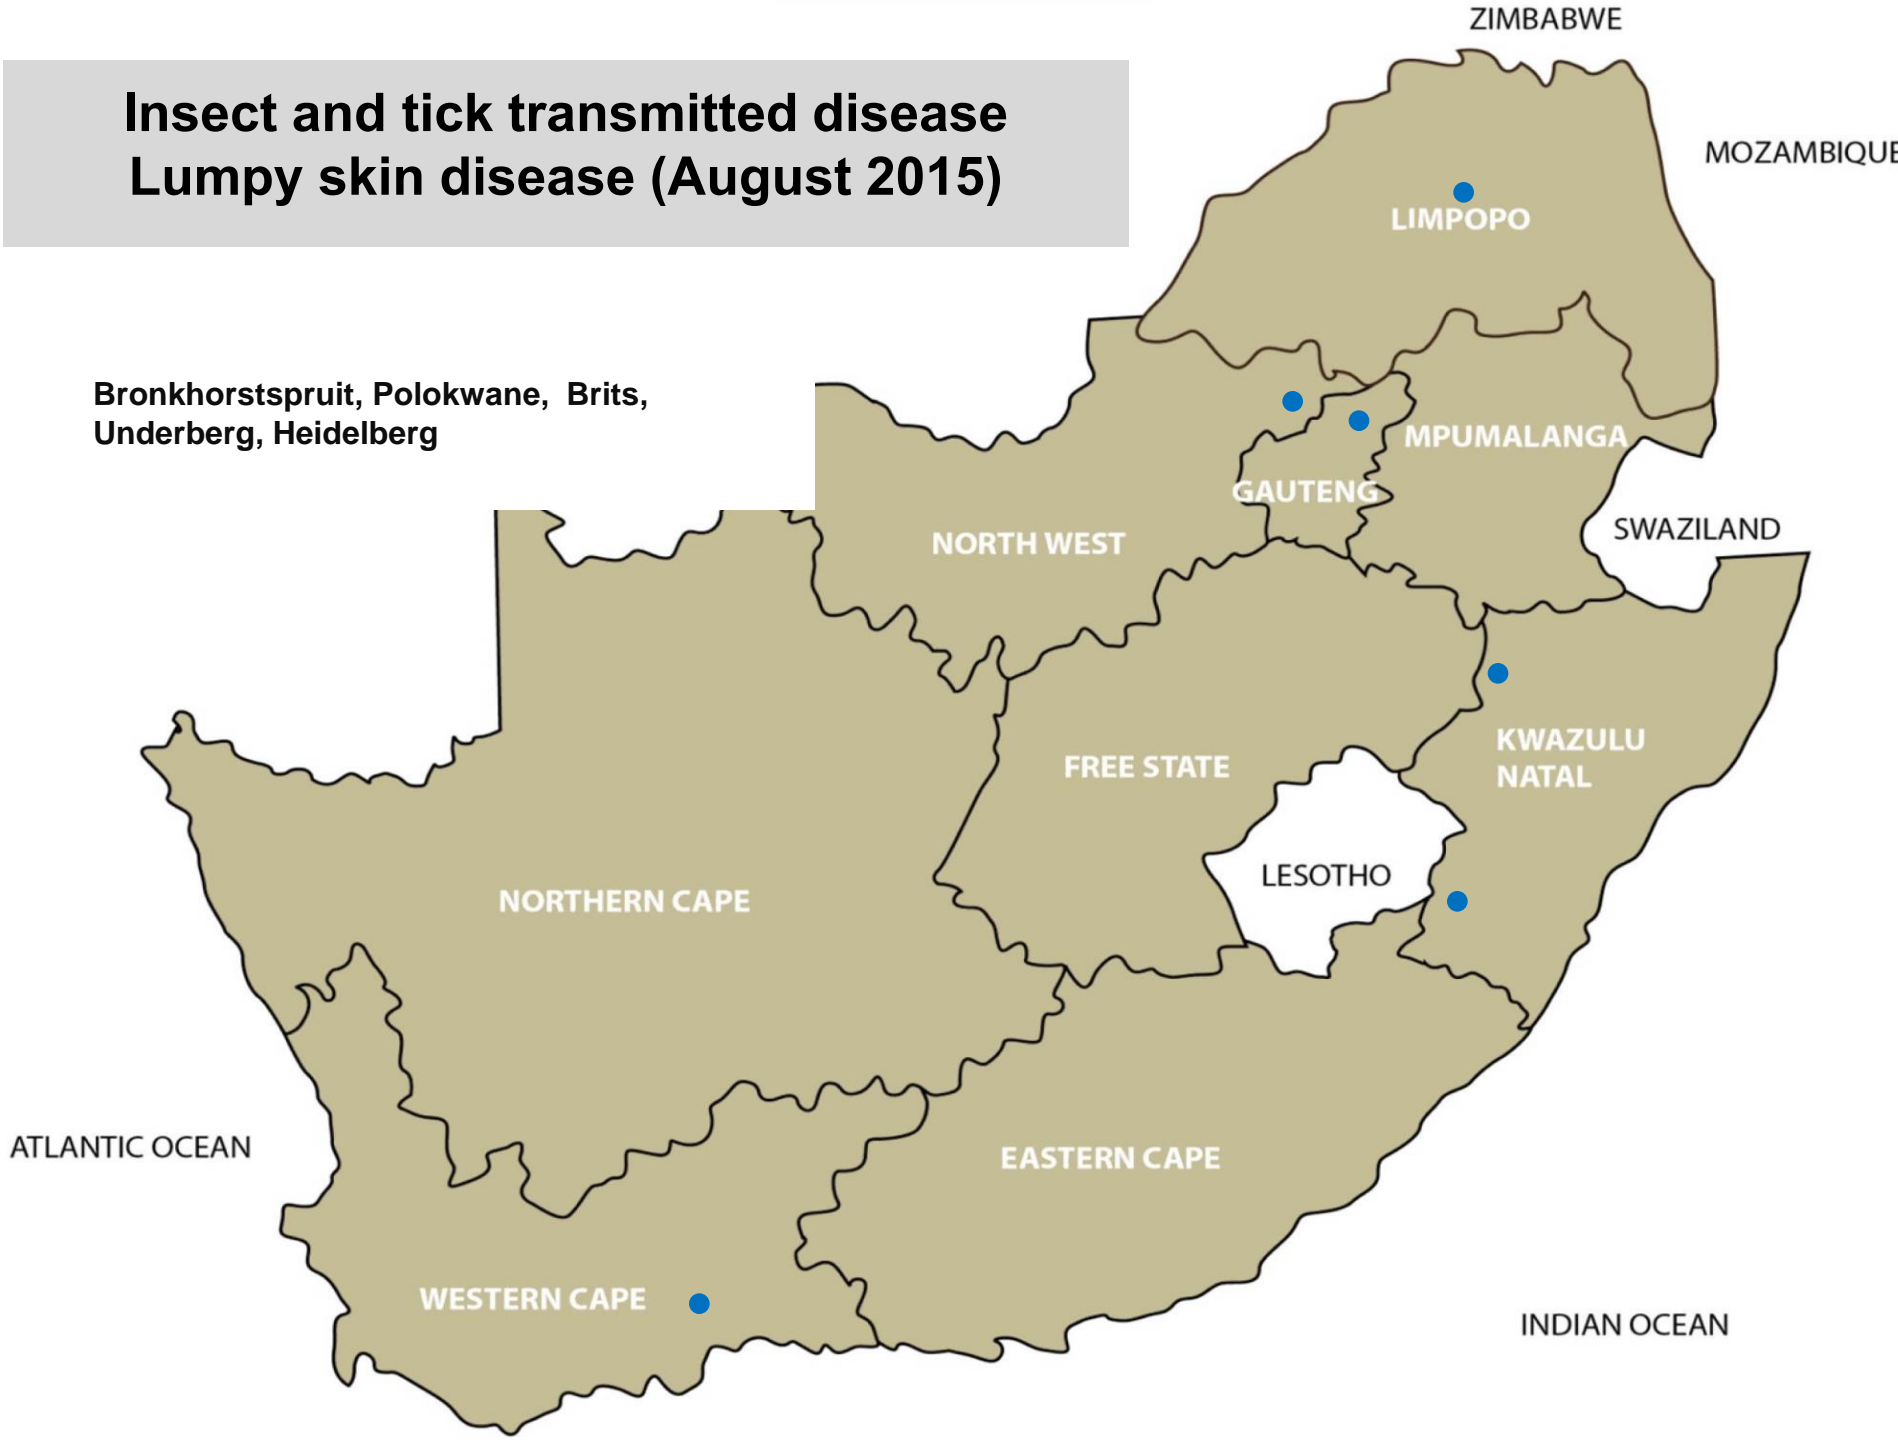 ZIMBABWE
Insect and tick transmitted disease
Lumpy skin disease (August 2015)
MOZAMBIQUE
LIMPOPO
Bronkhorstspruit, Polokwane,  Brits,
Underberg, Heidelberg
MPUMALANGA
GAUTENG
NORTH WEST
SWAZILAND
KWAZULU
NATAL
FREE STATE
LESOTHO
NORTHERN CAPE
ATLANTIC OCEAN
EASTERN CAPE
WESTERN CAPE
INDIAN OCEAN